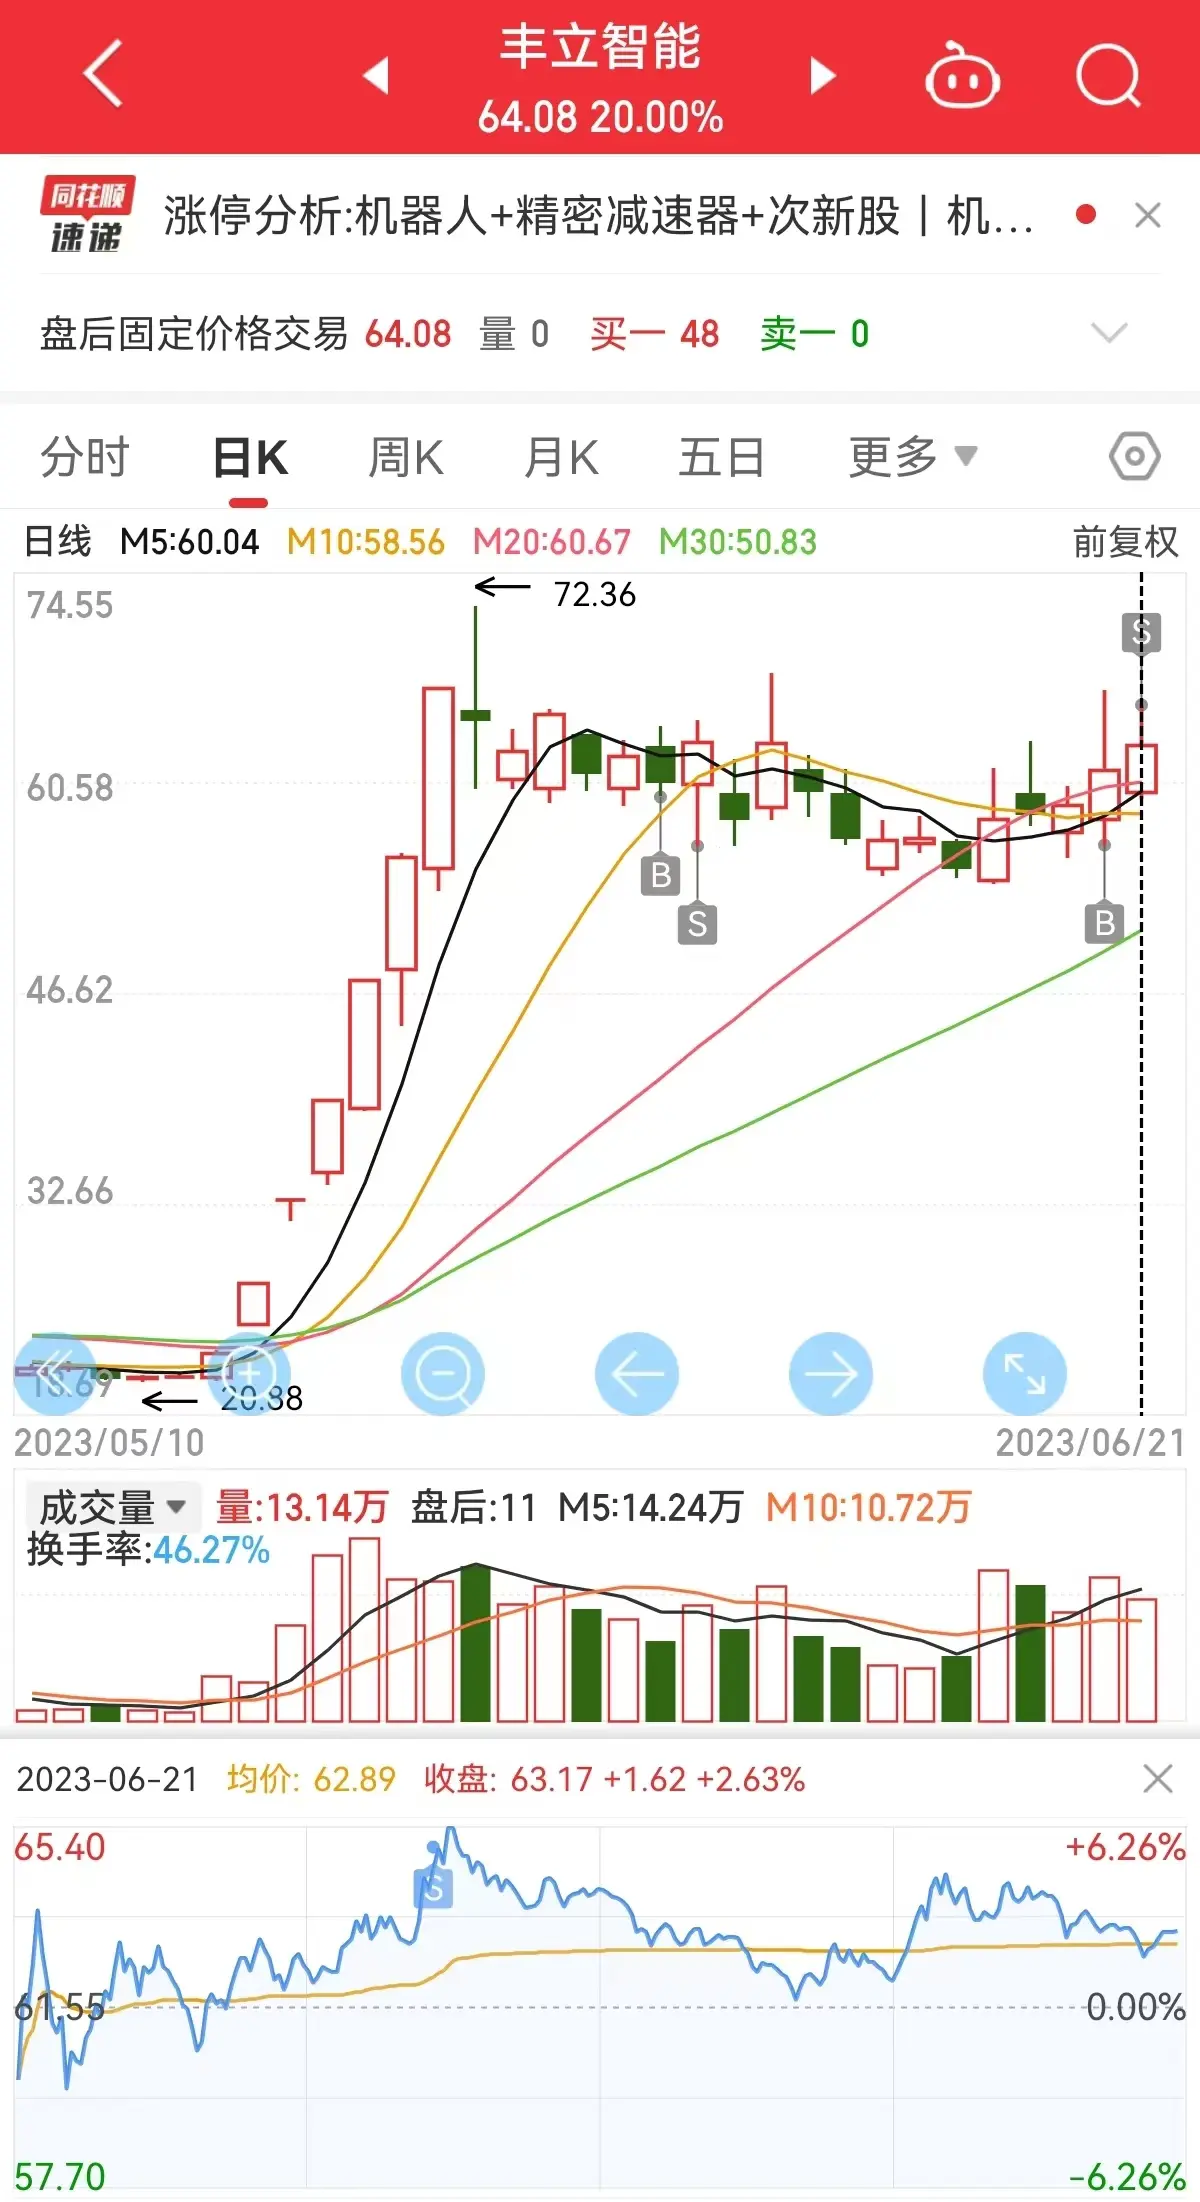 丰立智能
64.08 20.00%
同花顺
速递
涨停分析:机器人+精密减速器+次新股｜机...
盘后固定价格交易 64.08 量 0 买一 48 卖一 0
分时 日K 周K 月K 五日 更多
日线 M5:60.04 M10:58.56 M20:60.67 M30:50.83 前复权
74.55
72.36
S
60.58
B
S
B
46.62
32.66
18.69
20.38
2023/05/10 2023/06/21
成交量 量:13.14万 盘后:11 M5:14.24万 M10:10.72万
换手率:46.27%
2023-06-21 均价: 62.89 收盘: 63.17 +1.62 +2.63%
65.40 +6.26%
S
61.55 0.00%
57.70 -6.26%